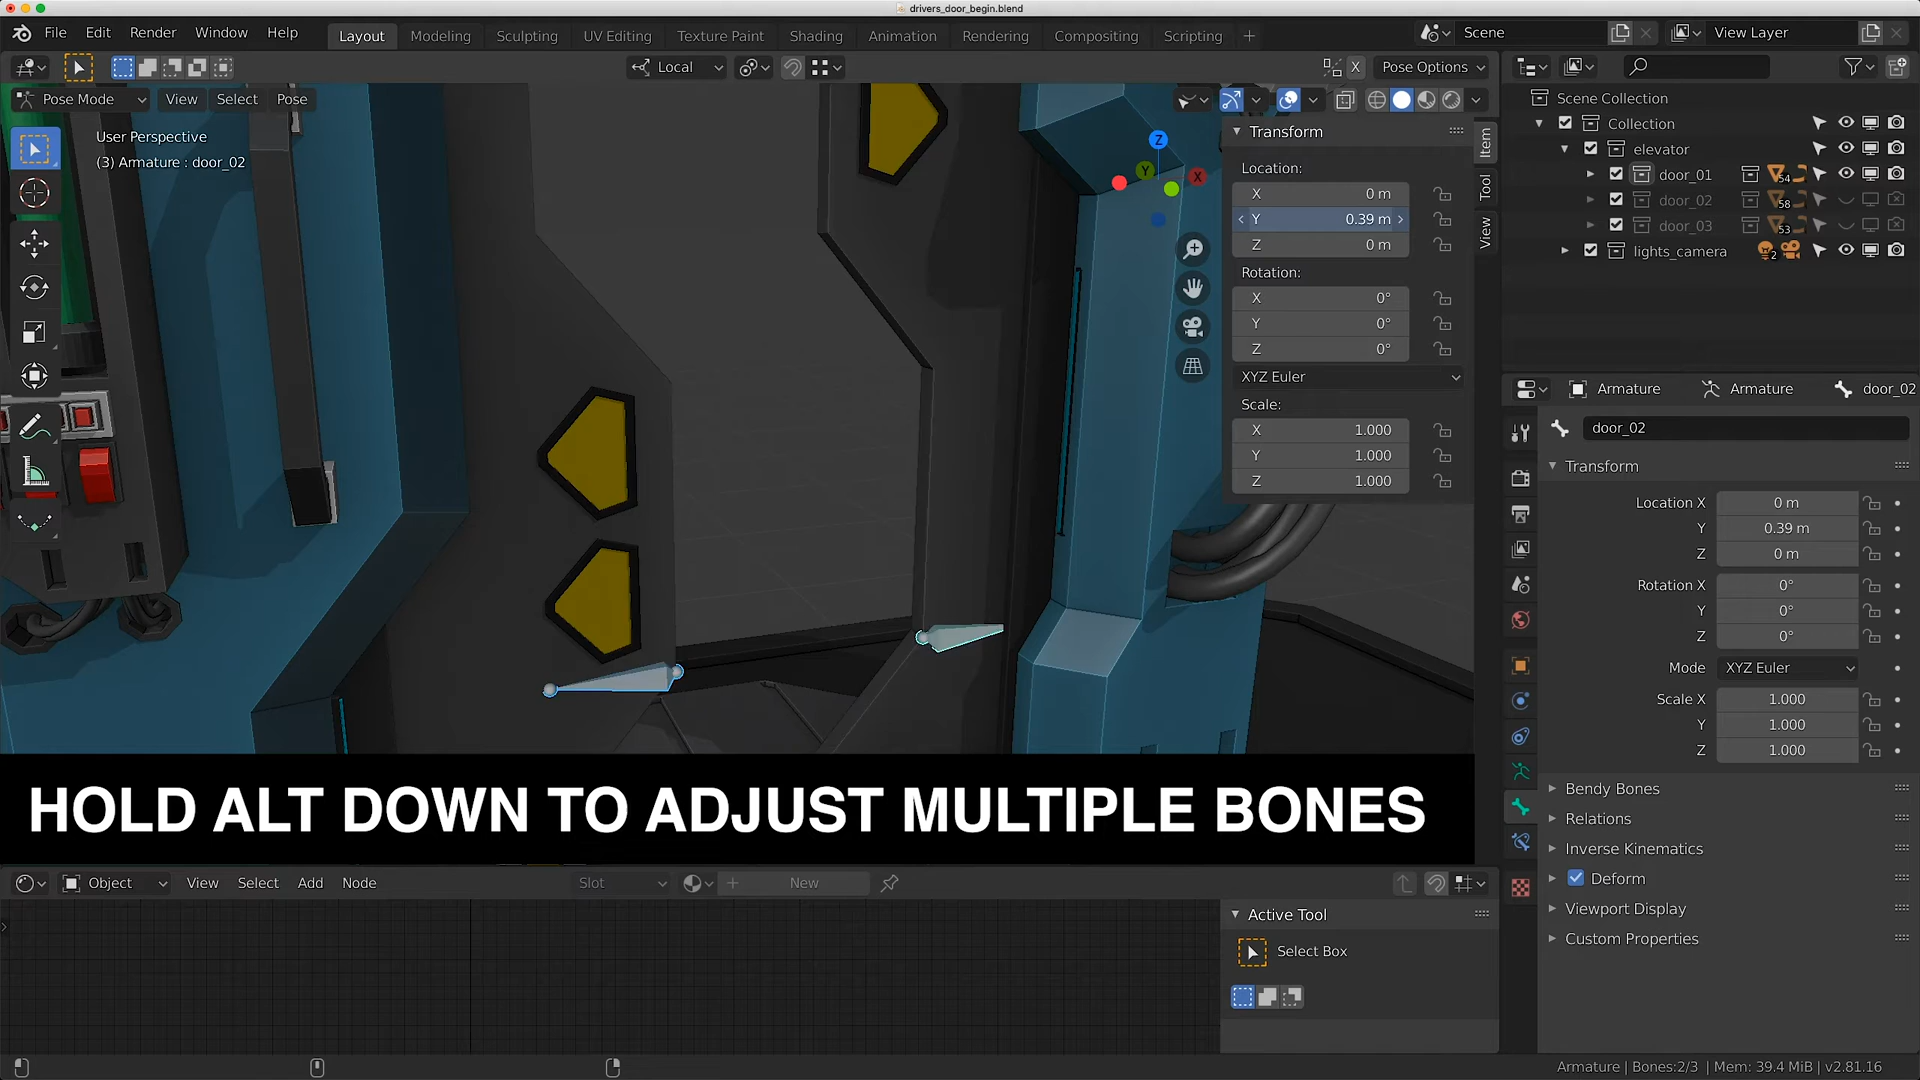 drivers_door_begin.blend
File Edit Render Window Help Layout Modeling Sculpting UV Editing Texture Paint Shading Animation Rendering Compositing Scripting + Scene View Layer
Local X Pose Options
Pose Mode View Select Pose
User Perspective
(3) Armature : door_02
Z
Y
X
Transform
Location:
X 0 m
Y 0.39 m
Z 0 m
Rotation:
X 0°
Y 0°
Z 0°
XYZ Euler
Scale:
X 1.000
Y 1.000
Z 1.000
Item
Tool
View
Scene Collection
Collection
elevator
door_01 54
door_02 58
door_03 53
lights_camera 2
Armature Armature door_02
door_02
Transform
Location X 0 m
Y 0.39 m
Z 0 m
Rotation X 0°
Y 0°
Z 0°
Mode XYZ Euler
Scale X 1.000
Y 1.000
Z 1.000
Bendy Bones
Relations
Inverse Kinematics
Deform
Viewport Display
Custom Properties
HOLD ALT DOWN TO ADJUST MULTIPLE BONES
Object View Select Add Node Slot + New
Active Tool
Select Box
Armature | Bones:2/3 | Mem: 39.4 MiB | v2.81.16